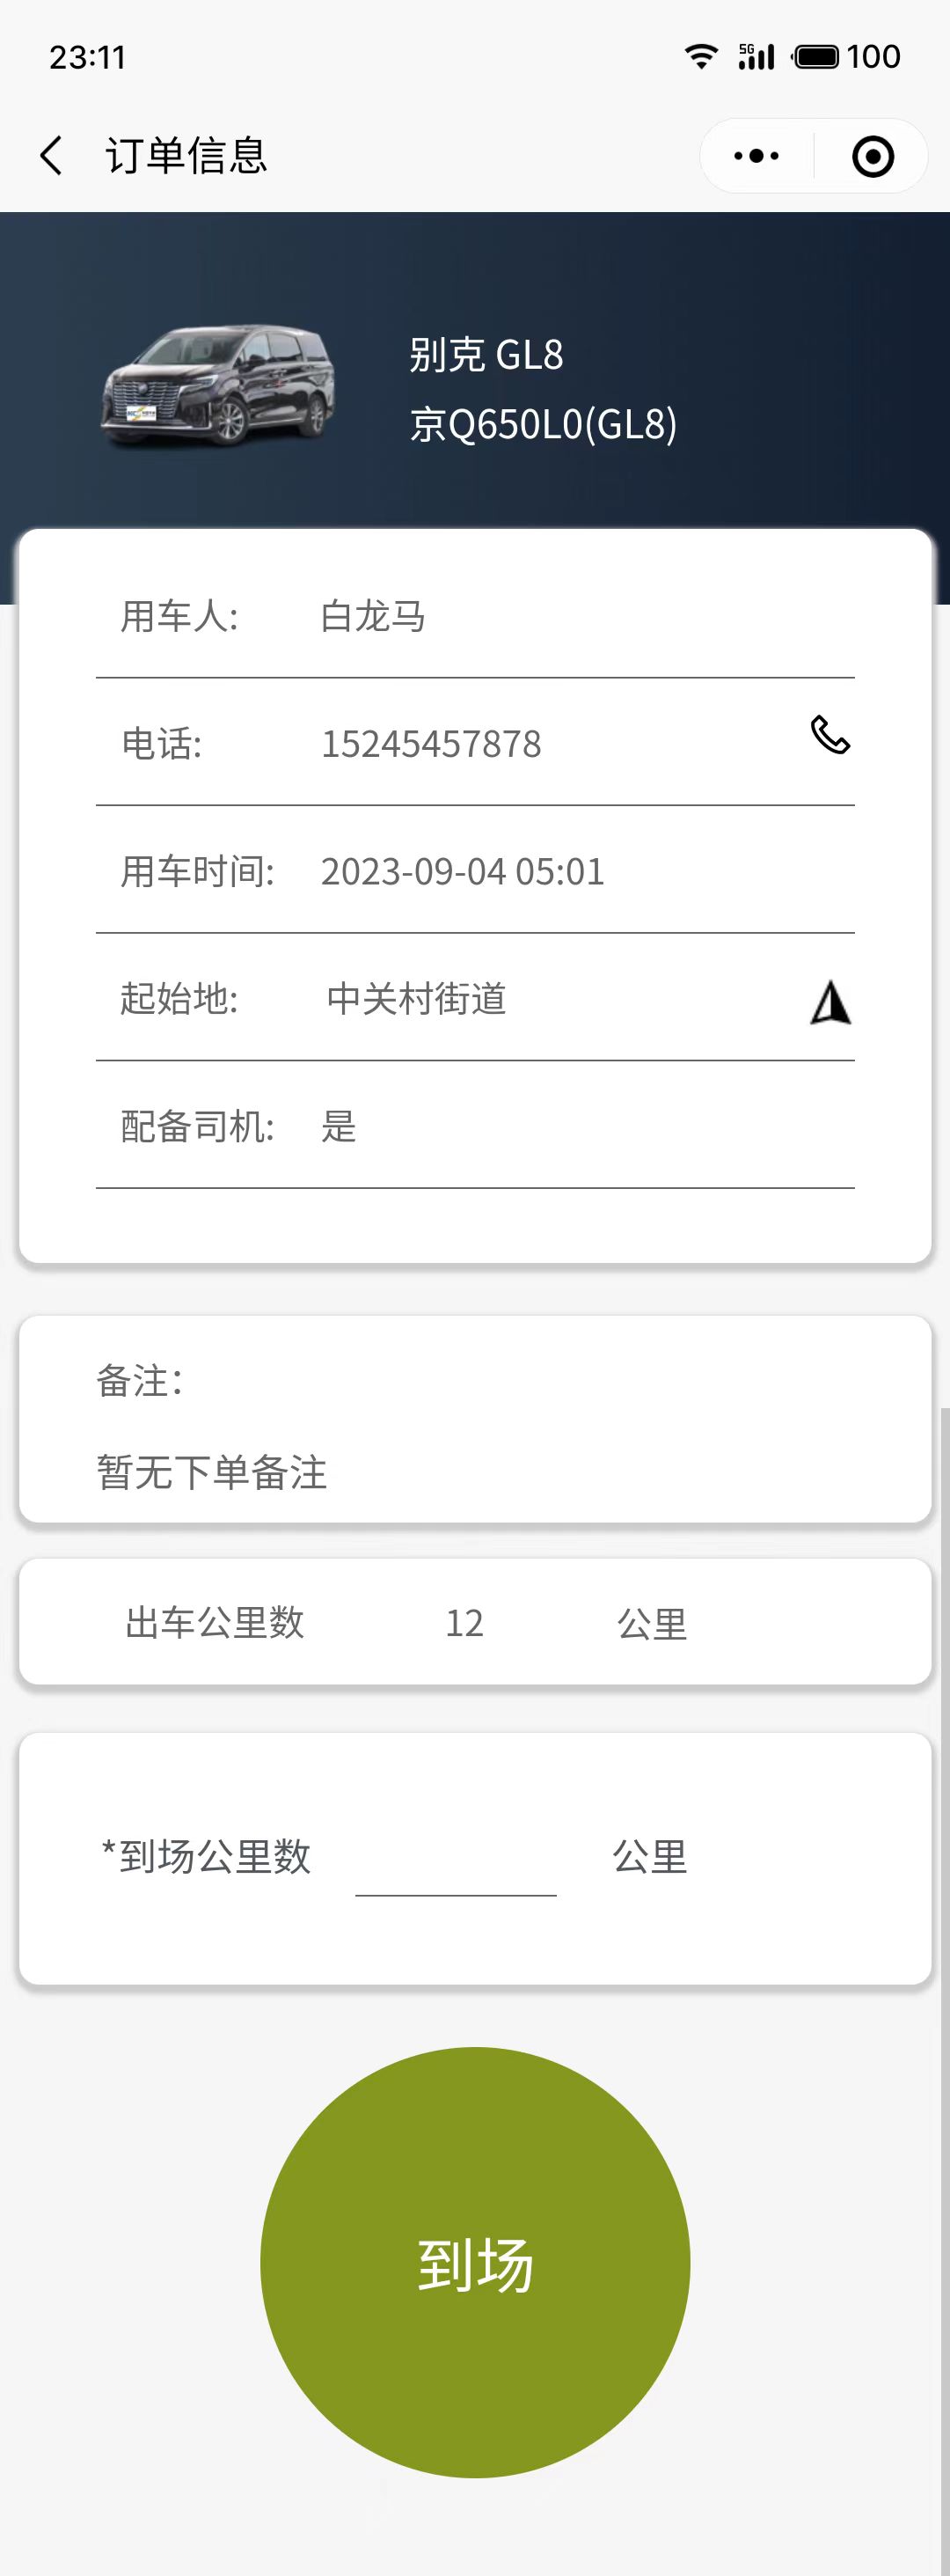 23:11 5G 100
订单信息
别克 GL8
京Q650L0(GL8)
用车人: 白龙马
电话: 15245457878
用车时间: 2023-09-04 05:01
起始地: 中关村街道
配备司机: 是
备注:
暂无下单备注
出车公里数 12 公里
*到场公里数 公里
到场